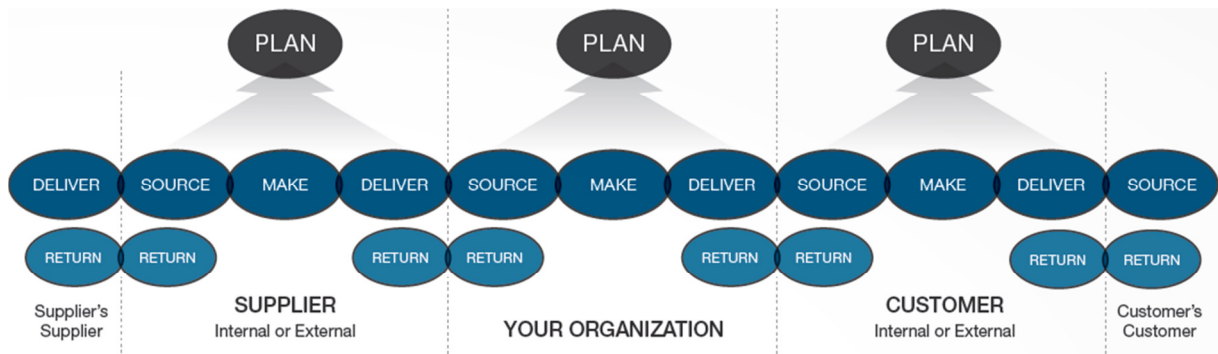 PLAN PLAN PLAN
DELIVER SOURCE MAKE DELIVER SOURCE MAKE DELIVER SOURCE MAKE DELIVER SOURCE
RETURN RETURN RETURN RETURN RETURN RETURN RETURN RETURN
Supplier's
Supplier
SUPPLIER
Internal or External
YOUR ORGANIZATION
CUSTOMER
Internal or External
Customer's
Customer